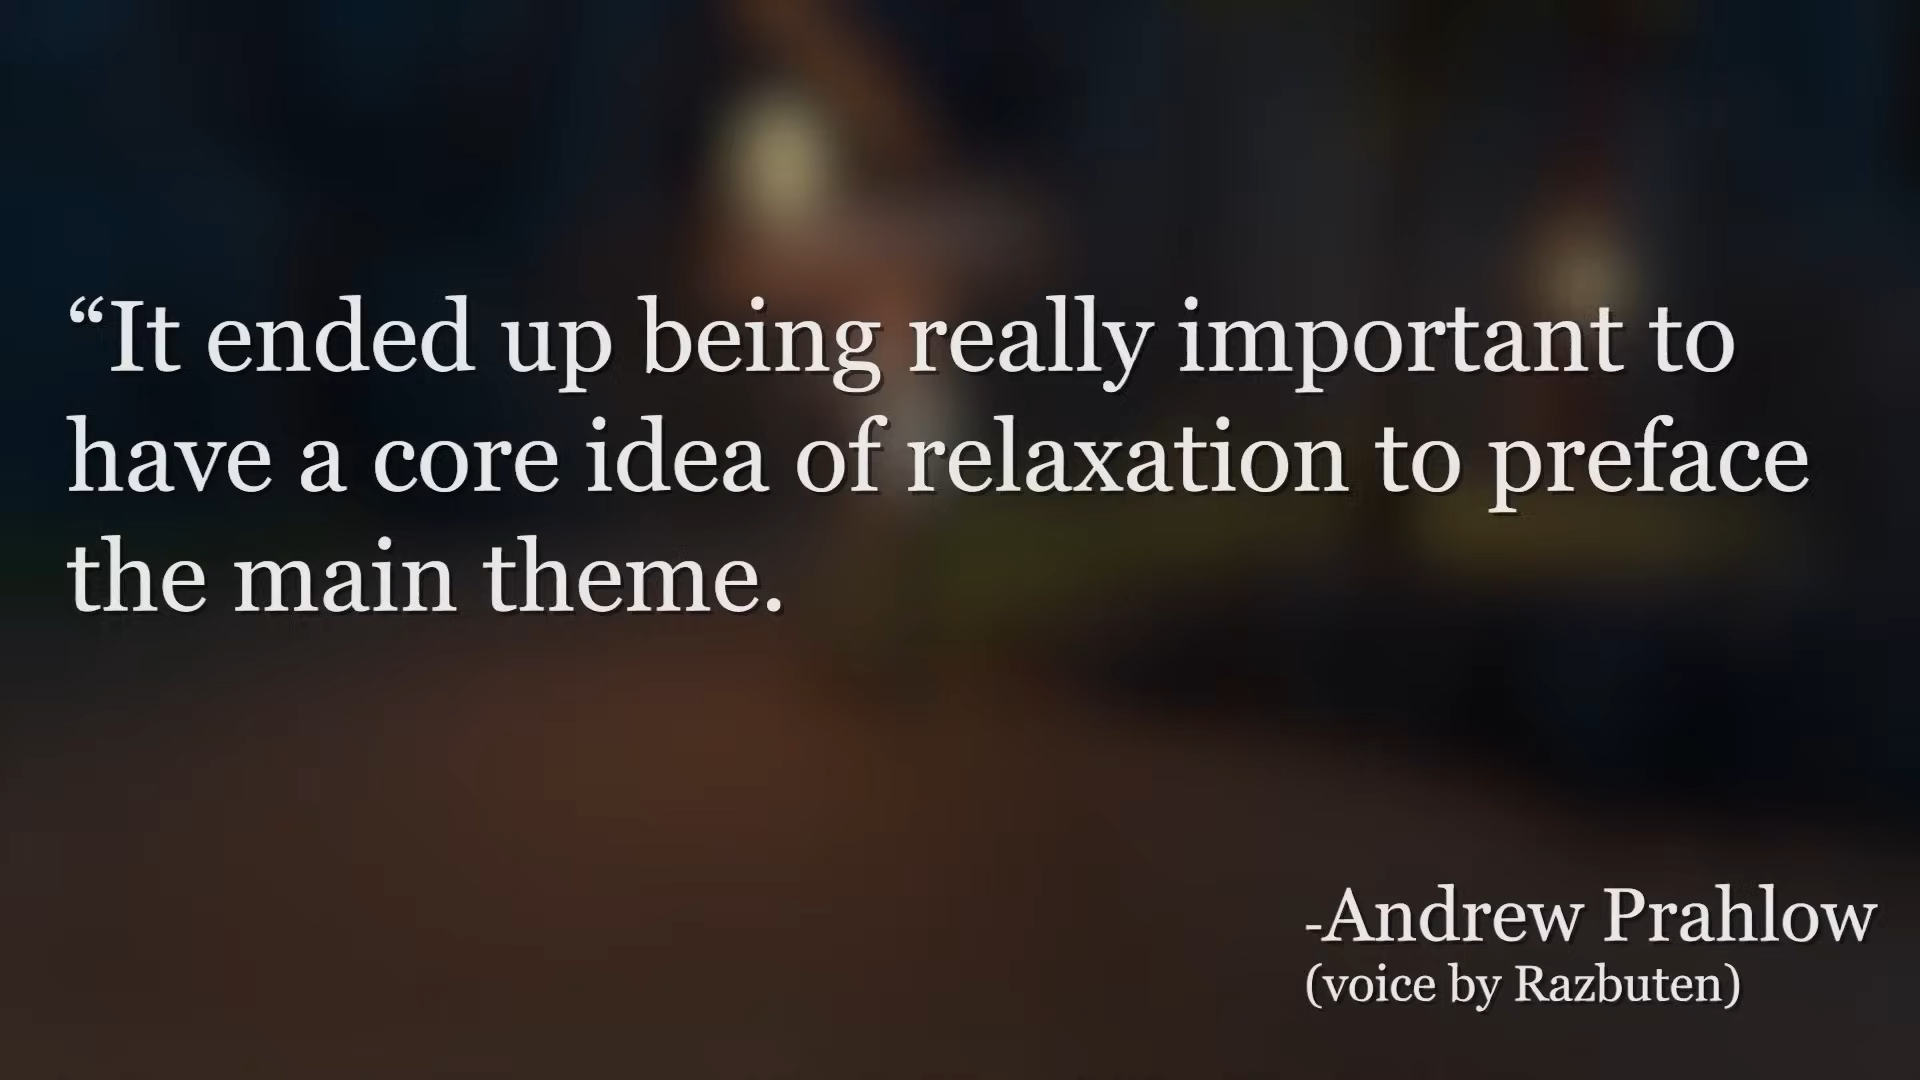 “It ended up being really important to
have a core idea of relaxation to preface
the main theme.
-Andrew Prahlow
(voice by Razbuten)